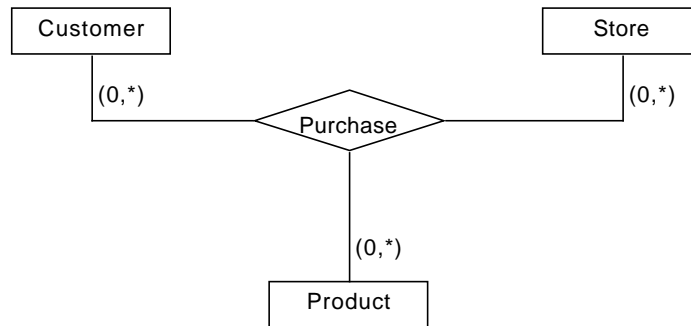 Customer
Store
(0,*)
(0,*)
Purchase
(0,*)
Product